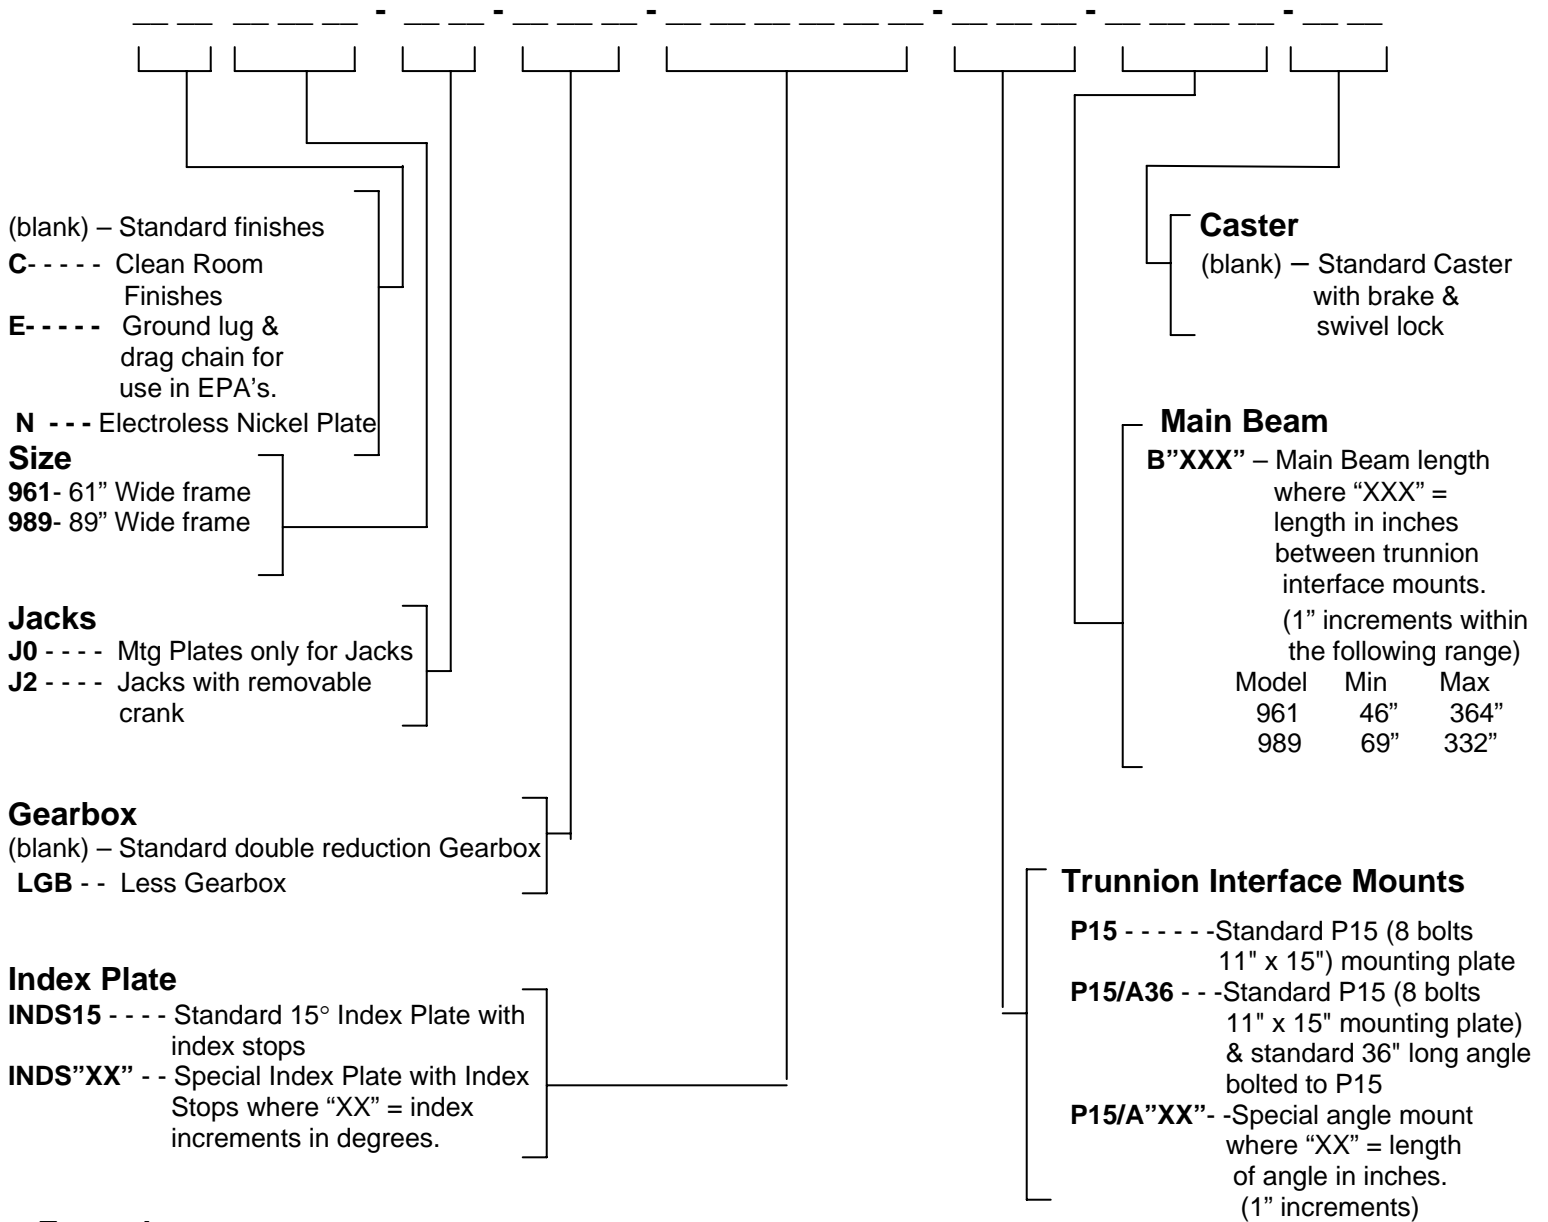 __ __ __ __ __ - __ __ - __ __ __ - __ __ __ __ __ __ - __ __ __ - __ __ __ __ - __ __
(blank) – Standard finishes
C- - - - - Clean Room
Finishes
E- - - - - Ground lug &
drag chain for
use in EPA’s.
N - - - Electroless Nickel Plate
Size
961- 61” Wide frame
989- 89” Wide frame
Jacks
J0 - - - - Mtg Plates only for Jacks
J2 - - - - Jacks with removable
crank
Gearbox
(blank) – Standard double reduction Gearbox
LGB - - Less Gearbox
Index Plate
INDS15 - - - - Standard 15° Index Plate with
index stops
INDS”XX” - - Special Index Plate with Index
Stops where “XX” = index
increments in degrees.
Caster
(blank) – Standard Caster
with brake &
swivel lock
Main Beam
B”XXX” – Main Beam length
where “XXX” =
length in inches
between trunnion
interface mounts.
(1” increments within
the following range)
Model Min Max
961 46” 364”
989 69” 332”
Trunnion Interface Mounts
P15 - - - - - -Standard P15 (8 bolts
11" x 15") mounting plate
P15/A36 - - -Standard P15 (8 bolts
11" x 15" mounting plate)
& standard 36" long angle
bolted to P15
P15/A”XX”- -Special angle mount
where “XX” = length
of angle in inches.
(1” increments)